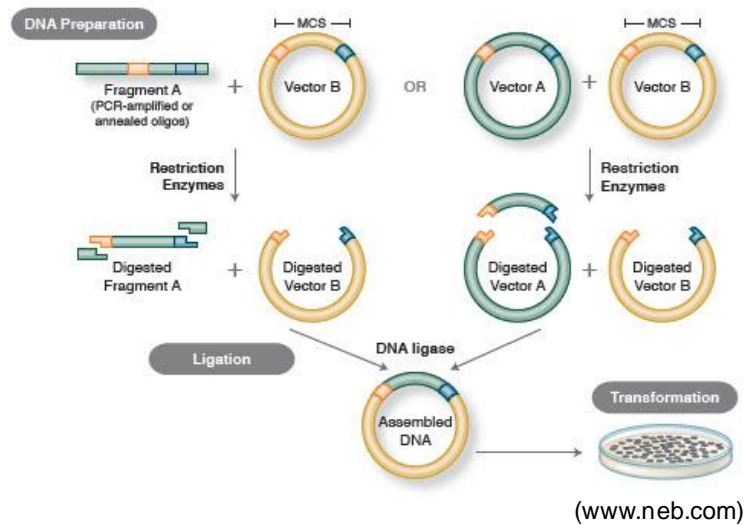 DNA Preparation
MCS
MCS
Fragment A
(PCR-amplified or
annealed oligos)
+
Vector B
OR
Vector A
+
Vector B
Restriction
Enzymes
Restriction
Enzymes
Digested
Fragment A
+
Digested
Vector B
Digested
Vector A
+
Digested
Vector B
Ligation
DNA ligase
Assembled
DNA
Transformation
(www.neb.com)